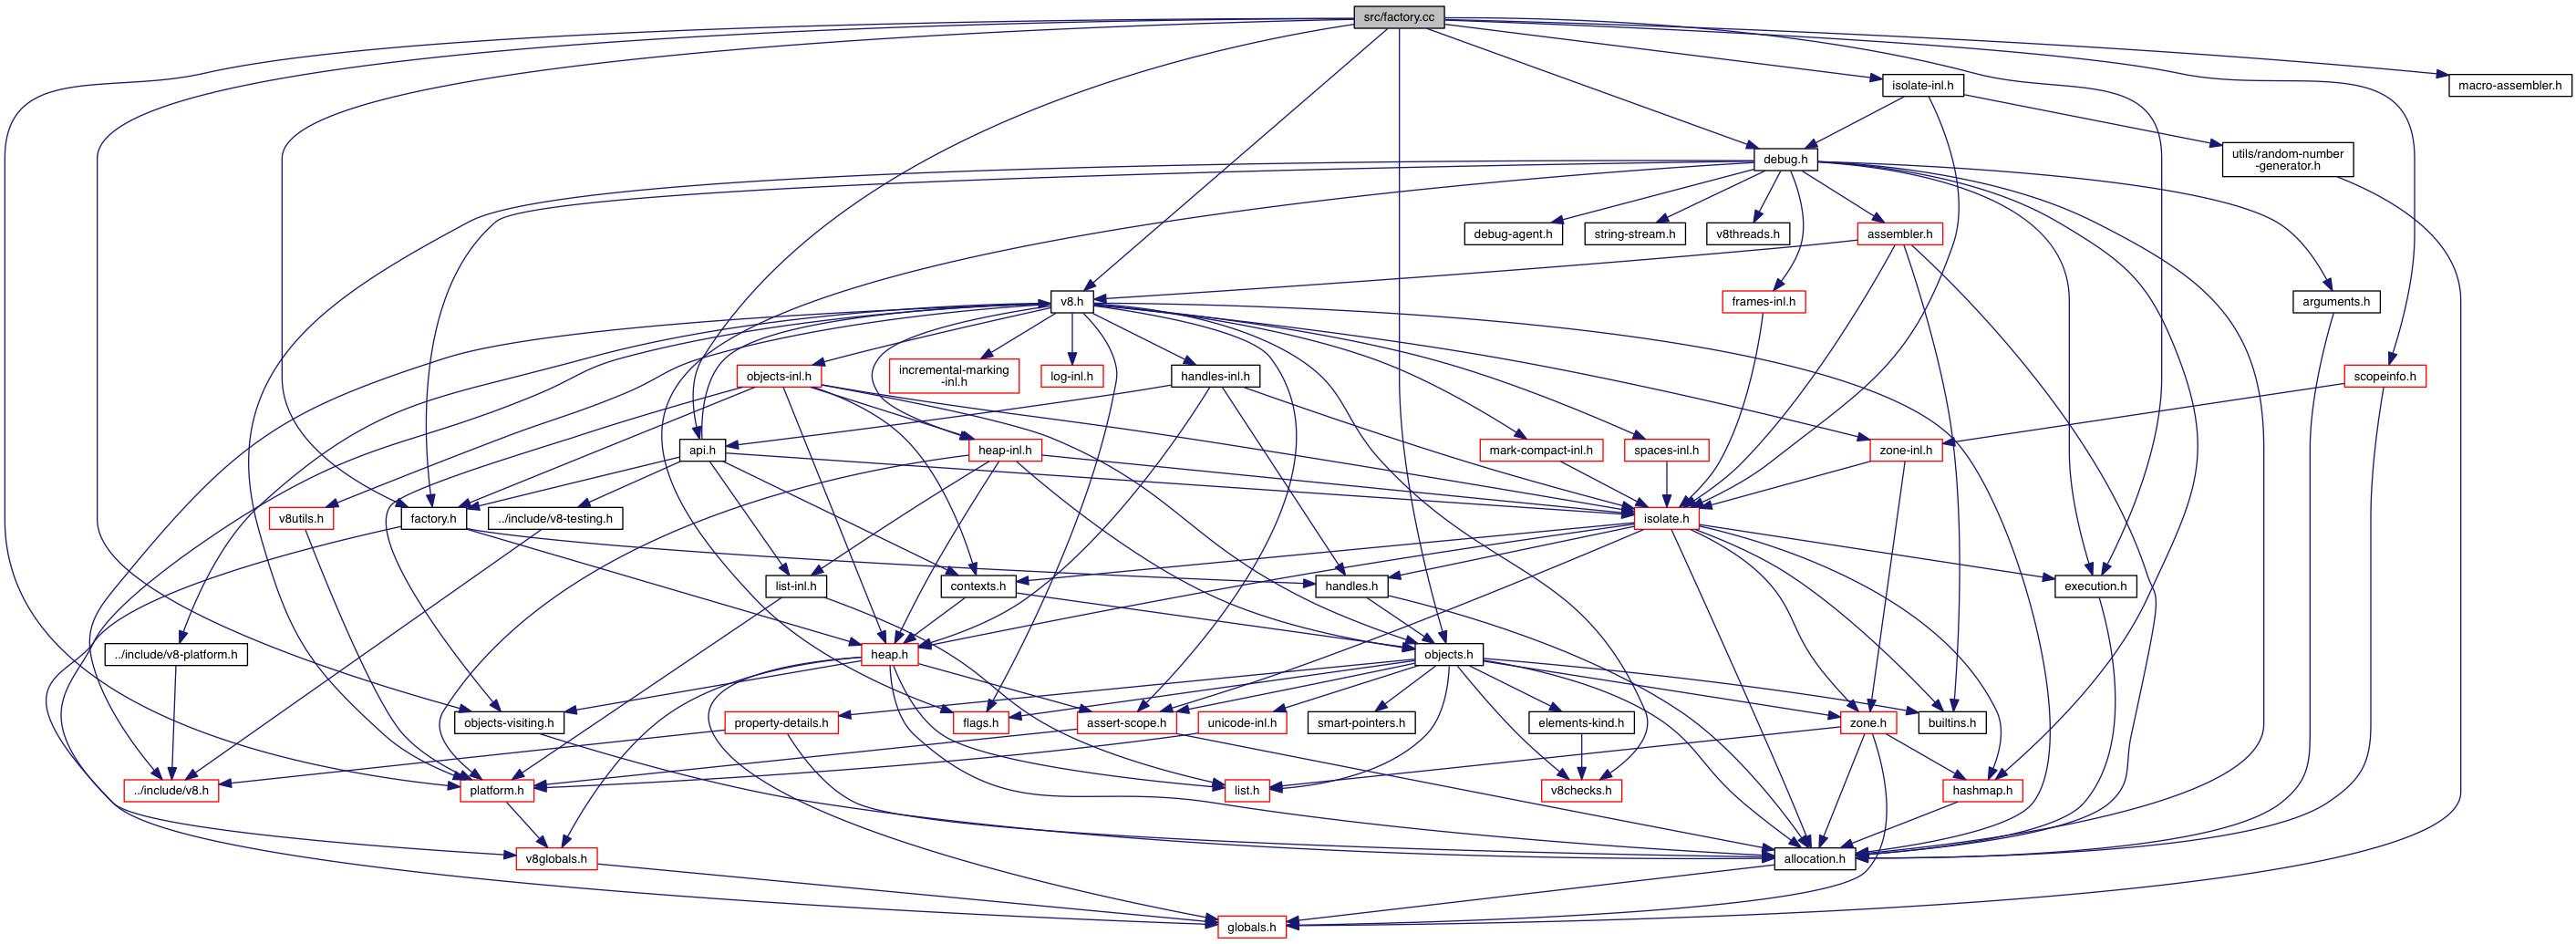 src/factory.cc
isolate-inl.h
macro-assembler.h
debug.h
utils/random-number
-generator.h
debug-agent.h
string-stream.h
v8threads.h
assembler.h
v8.h
frames-inl.h
arguments.h
objects-inl.h
incremental-marking
-inl.h
log-inl.h
handles-inl.h
scopeinfo.h
api.h
heap-inl.h
mark-compact-inl.h
spaces-inl.h
zone-inl.h
v8utils.h
factory.h
../include/v8-testing.h
isolate.h
list-inl.h
contexts.h
handles.h
execution.h
../include/v8-platform.h
heap.h
objects.h
objects-visiting.h
property-details.h
flags.h
assert-scope.h
unicode-inl.h
smart-pointers.h
elements-kind.h
zone.h
builtins.h
../include/v8.h
platform.h
list.h
v8checks.h
hashmap.h
v8globals.h
allocation.h
globals.h